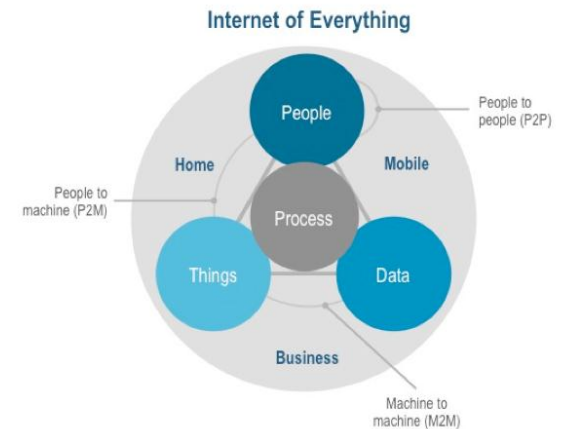 Internet of Everything
People
People to
people (P2P)
Home
Mobile
People to
machine (P2M)
Process
Things
Data
Business
Machine to
machine (M2M)